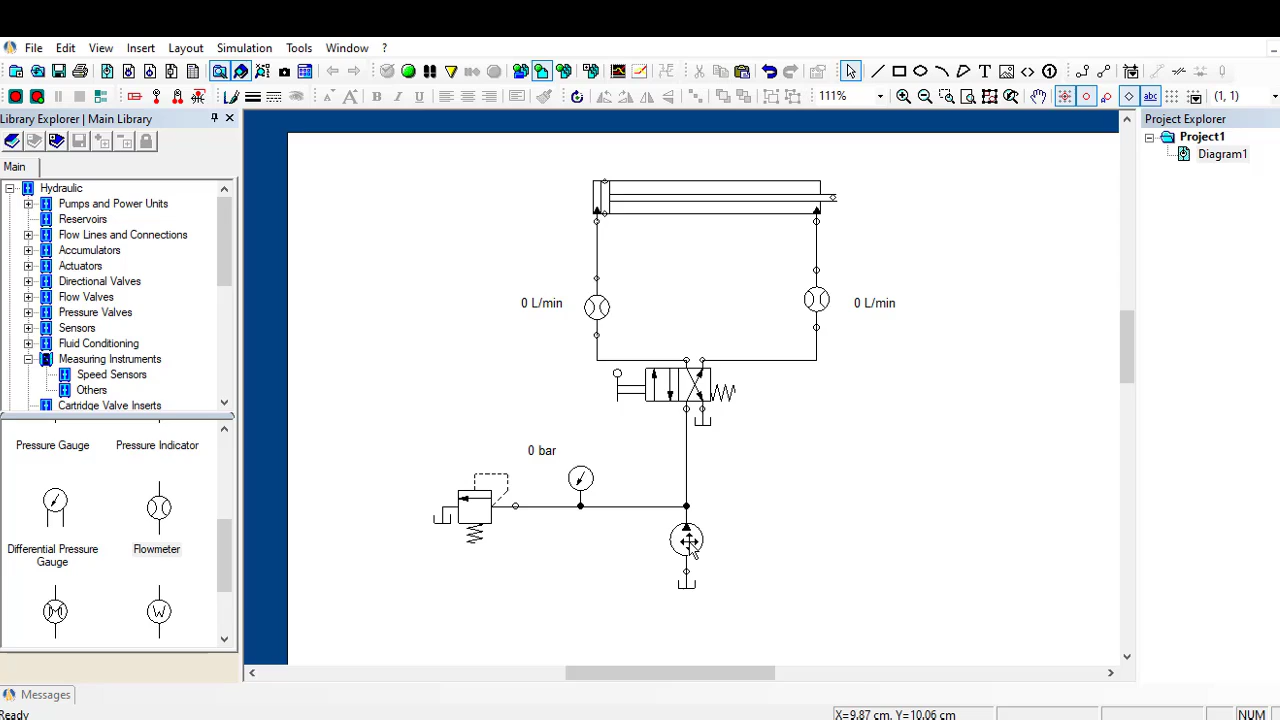 File Edit View Insert Layout Simulation Tools Window ?
T
A A B I U 111% abc (1, 1)
Library Explorer | Main Library
Project Explorer
Project1
Diagram1
Main
Hydraulic
Pumps and Power Units
Reservoirs
Flow Lines and Connections
Accumulators
Actuators
Directional Valves
Flow Valves
Pressure Valves
Sensors
Fluid Conditioning
Measuring Instruments
Speed Sensors
Others
Cartridge Valve Inserts
Pressure Gauge Pressure Indicator
Differential Pressure
Gauge
Flowmeter
M W
0 L/min 0 L/min
0 bar
Messages
Ready X=9.87 cm, Y=10.06 cm NUM